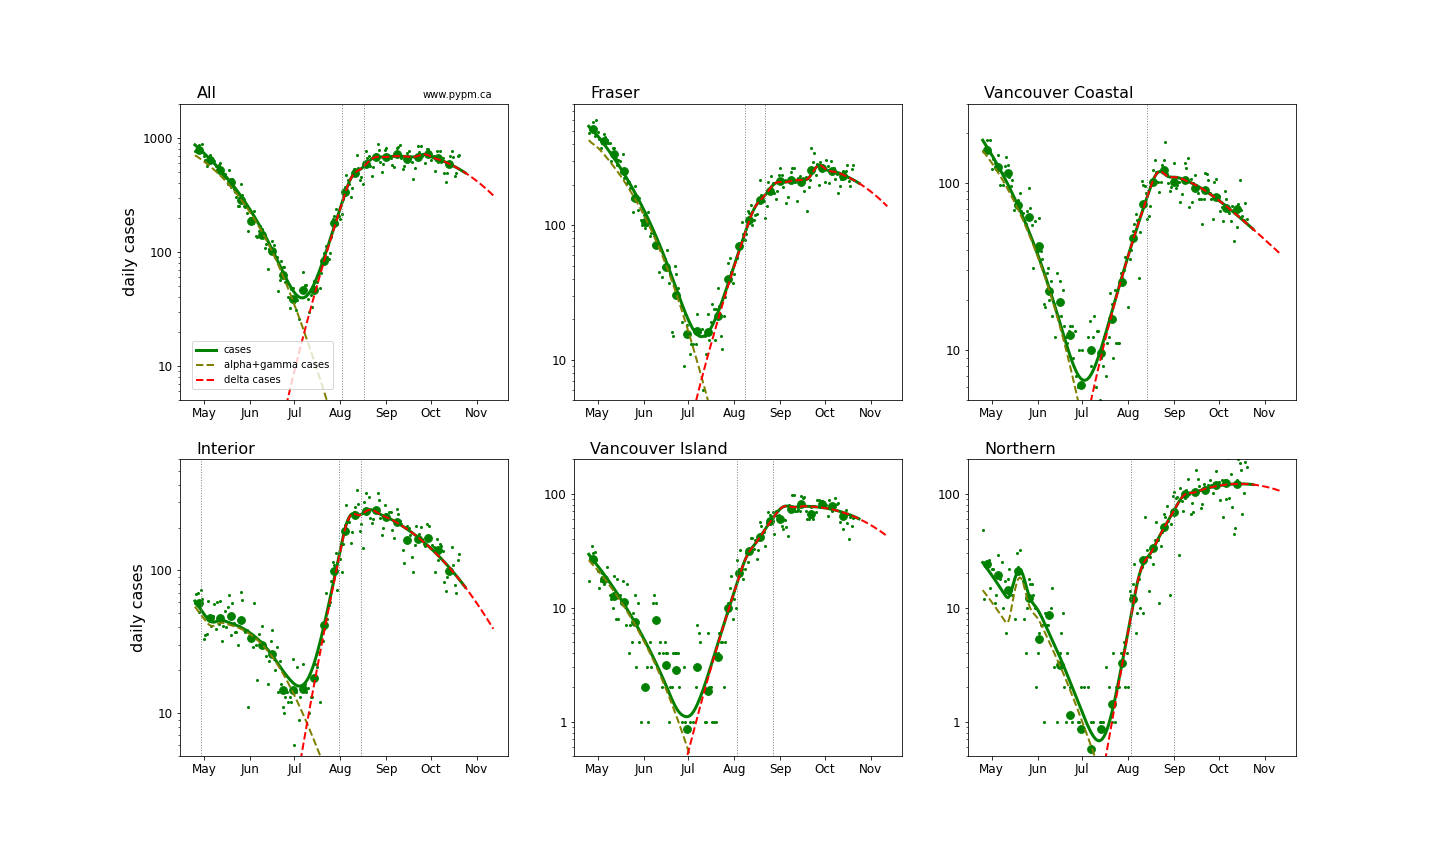 All
www.pypm.ca
Fraser
Vancouver Coastal
1000
100
10
daily cases
cases
alpha+gamma cases
delta cases
May Jun Jul Aug Sep Oct Nov
100
10
May Jun Jul Aug Sep Oct Nov
100
10
May Jun Jul Aug Sep Oct Nov
Interior
Vancouver Island
Northern
100
10
daily cases
May Jun Jul Aug Sep Oct Nov
100
10
1
May Jun Jul Aug Sep Oct Nov
100
10
1
May Jun Jul Aug Sep Oct Nov